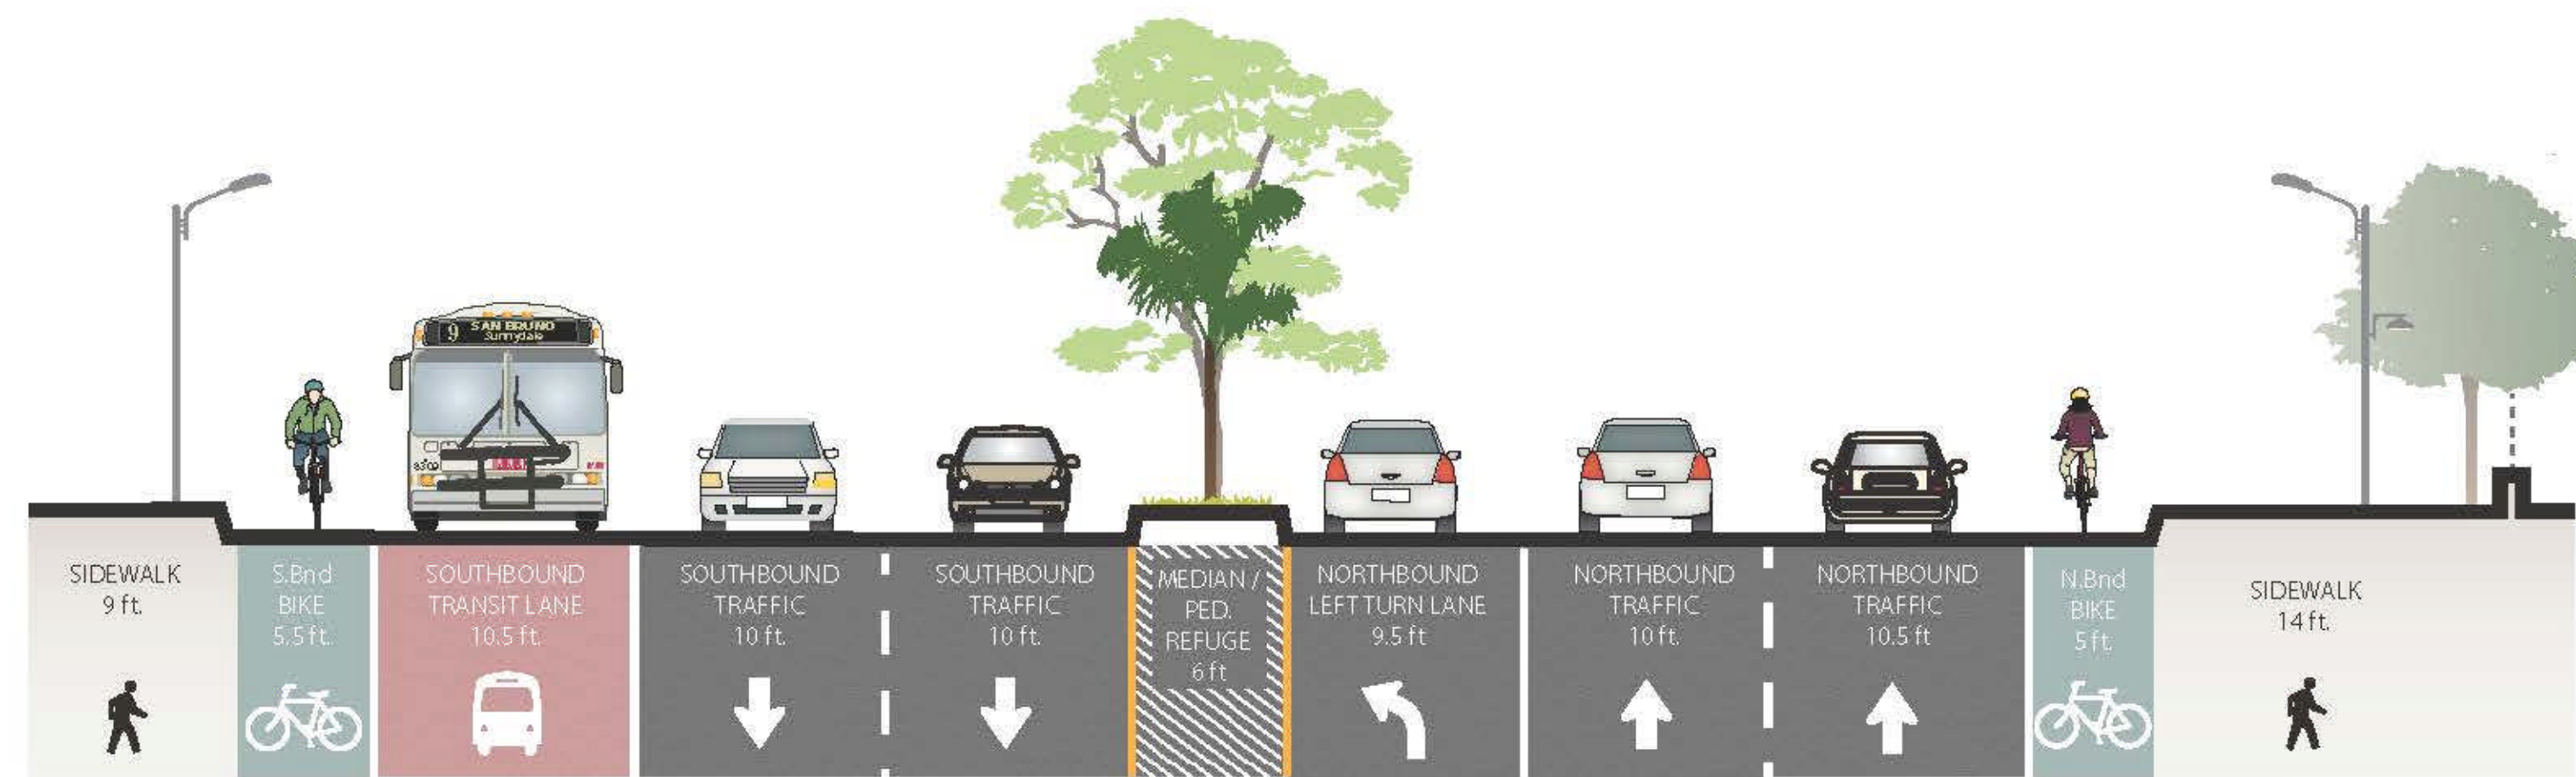 9 SAN BRUNO
Sunnydale
SIDEWALK
9 ft.
S.Bnd
BIKE
5.5 ft.
SOUTHBOUND
TRANSIT LANE
10.5 ft.
SOUTHBOUND
TRAFFIC
10 ft.
SOUTHBOUND
TRAFFIC
10 ft.
MEDIAN /
PED.
REFUGE
6 ft
NORTHBOUND
LEFT TURN LANE
9.5 ft
NORTHBOUND
TRAFFIC
10 ft.
NORTHBOUND
TRAFFIC
10.5 ft
N.Bnd
BIKE
5 ft.
SIDEWALK
14 ft.